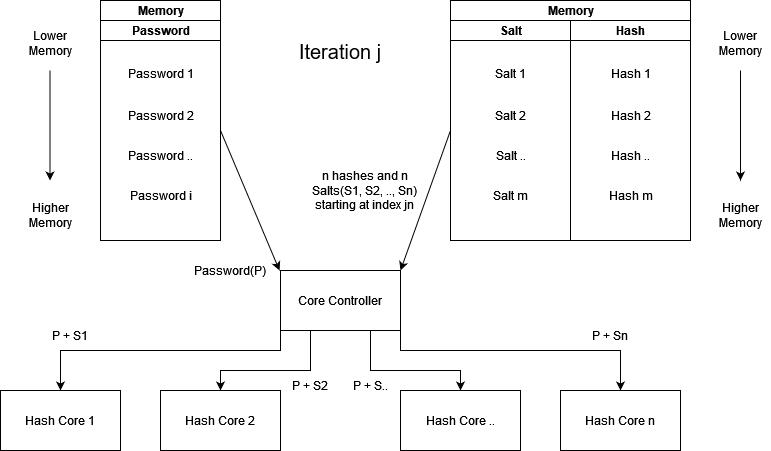 Memory
Password
Password 1
Password 2
Password ..
Password i
Lower
Memory
Higher
Memory
Iteration j
Memory
Salt Hash
Salt 1 Hash 1
Salt 2 Hash 2
Salt .. Hash ..
Salt m Hash m
Lower
Memory
Higher
Memory
n hashes and n
Salts(S1, S2, .., Sn)
starting at index jn
Password(P)
Core Controller
P + S1
P + S2
P + S..
P + Sn
Hash Core 1
Hash Core 2
Hash Core ..
Hash Core n